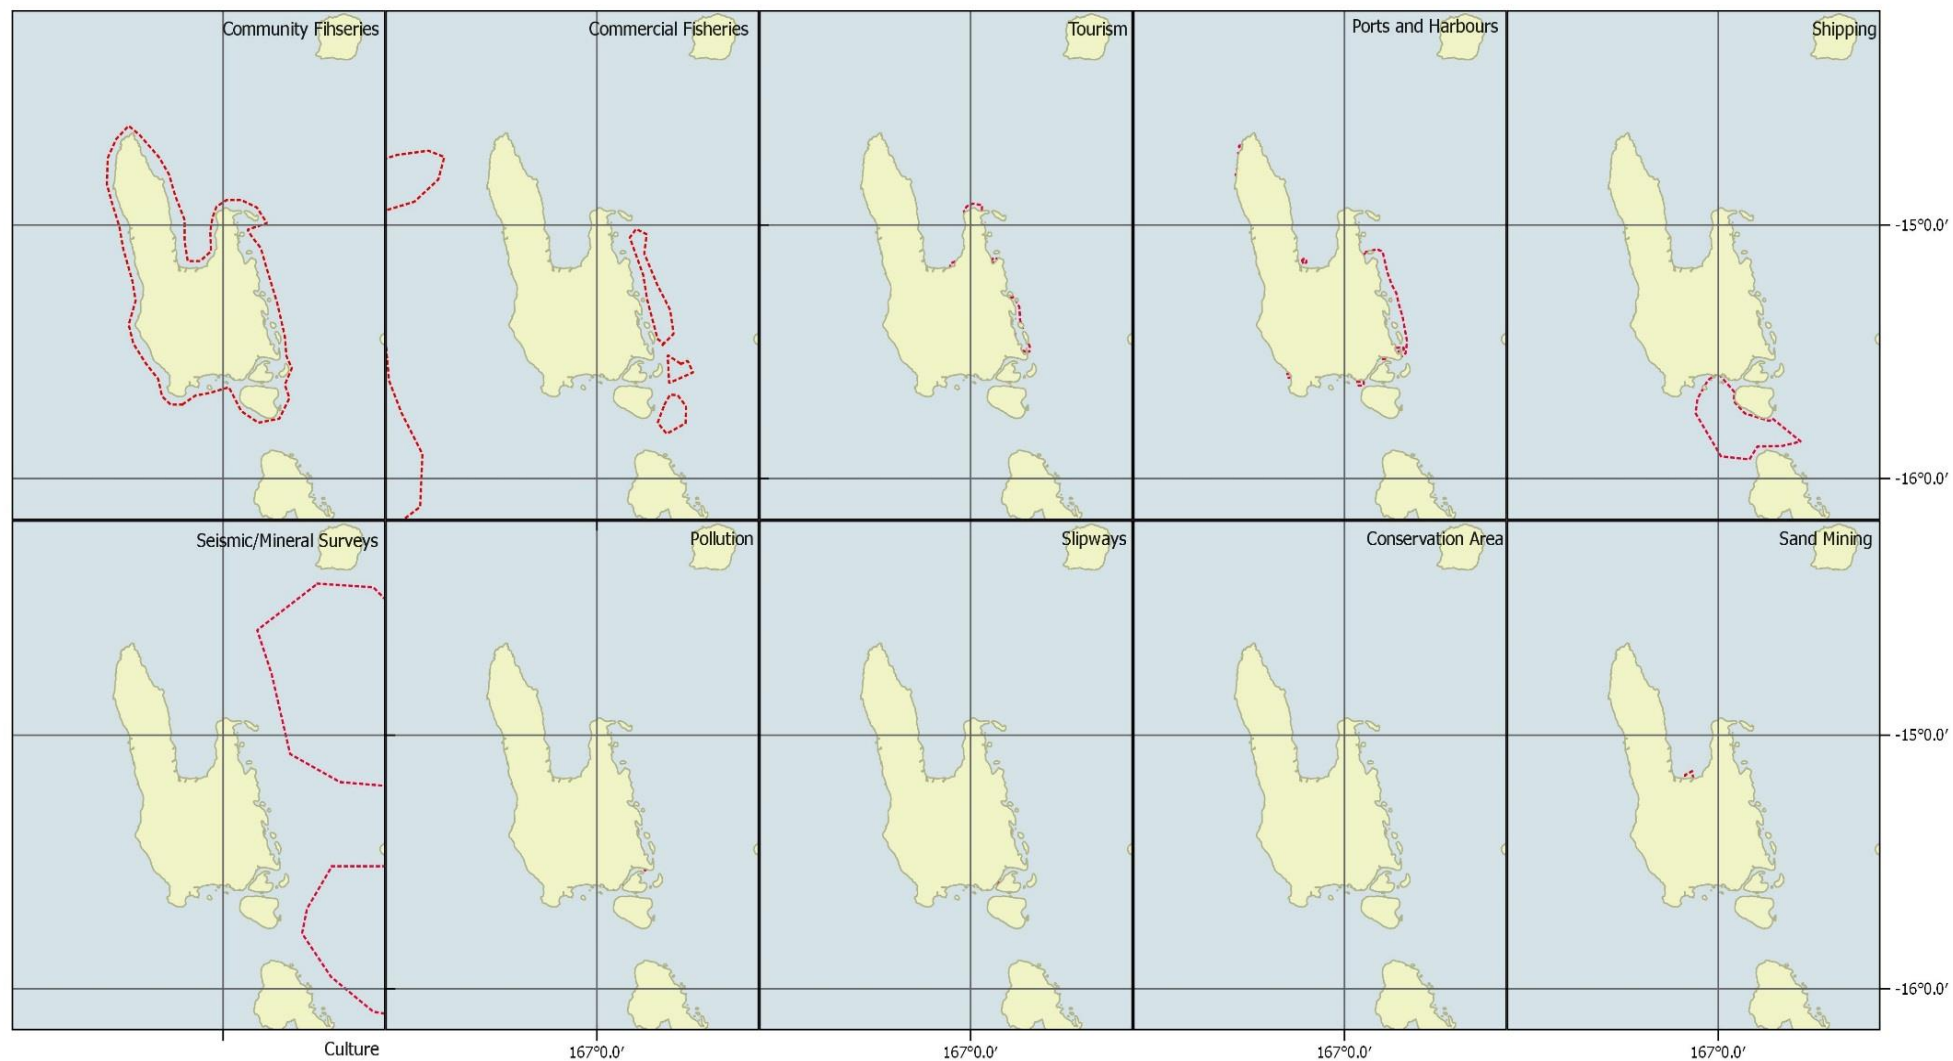 Community Fihseries
Commercial Fisheries
Tourism
Ports and Harbours
Shipping
-15°0.0'
-16°0.0'
Seismic/Mineral Surveys
Pollution
Slipways
Conservation Area
Sand Mining
-15°0.0'
-16°0.0'
Culture
167°0.0'
167°0.0'
167°0.0'
167°0.0'